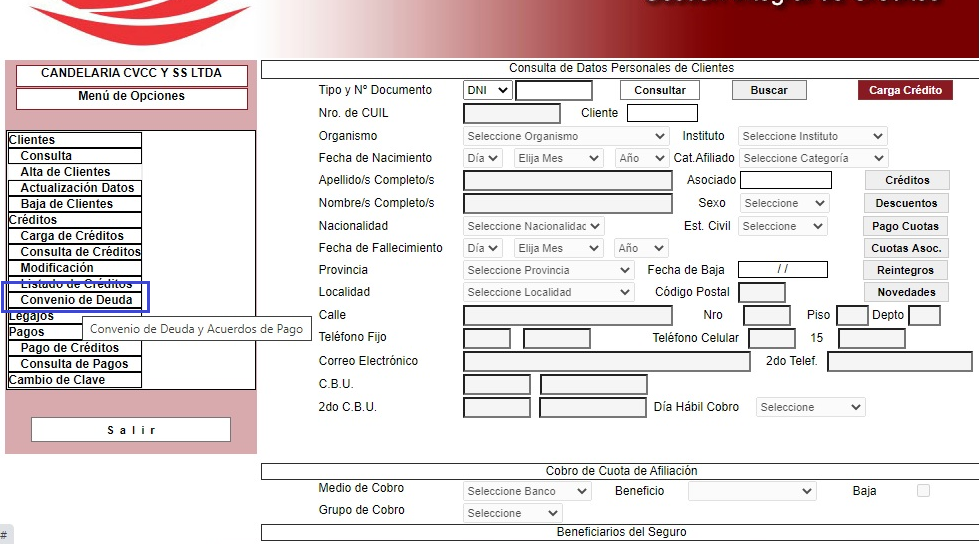 CANDELARIA CVCC Y SS LTDA
Menú de Opciones
Clientes
Consulta
Alta de Clientes
Actualización Datos
Baja de Clientes
Créditos
Carga de Créditos
Consulta de Créditos
Modificación
Listado de Créditos
Convenio de Deuda
Legajos
Convenio de Deuda y Acuerdos de Pago
Pagos
Pago de Créditos
Consulta de Pagos
Cambio de Clave
Salir
#
Consulta de Datos Personales de Clientes
Tipo y Nº Documento DNI Consultar Buscar Carga Crédito
Nro. de CUIL Cliente
Organismo Seleccione Organismo Instituto Seleccione Instituto
Fecha de Nacimiento Día Elija Mes Año Cat.Afiliado Seleccione Categoría
Apellido/s Completo/s Asociado Créditos
Nombre/s Completo/s Sexo Seleccione Descuentos
Nacionalidad Seleccione Nacionalidad Est. Civil Seleccione Pago Cuotas
Fecha de Fallecimiento Día Elija Mes Año Cuotas Asoc.
Provincia Seleccione Provincia Fecha de Baja / / Reintegros
Localidad Seleccione Localidad Código Postal Novedades
Calle Nro Piso Depto
Teléfono Fijo Teléfono Celular 15
Correo Electrónico 2do Telef.
C.B.U.
2do C.B.U. Día Hábil Cobro Seleccione
Cobro de Cuota de Afiliación
Medio de Cobro Seleccione Banco Beneficio Baja
Grupo de Cobro Seleccione
Beneficiarios del Seguro